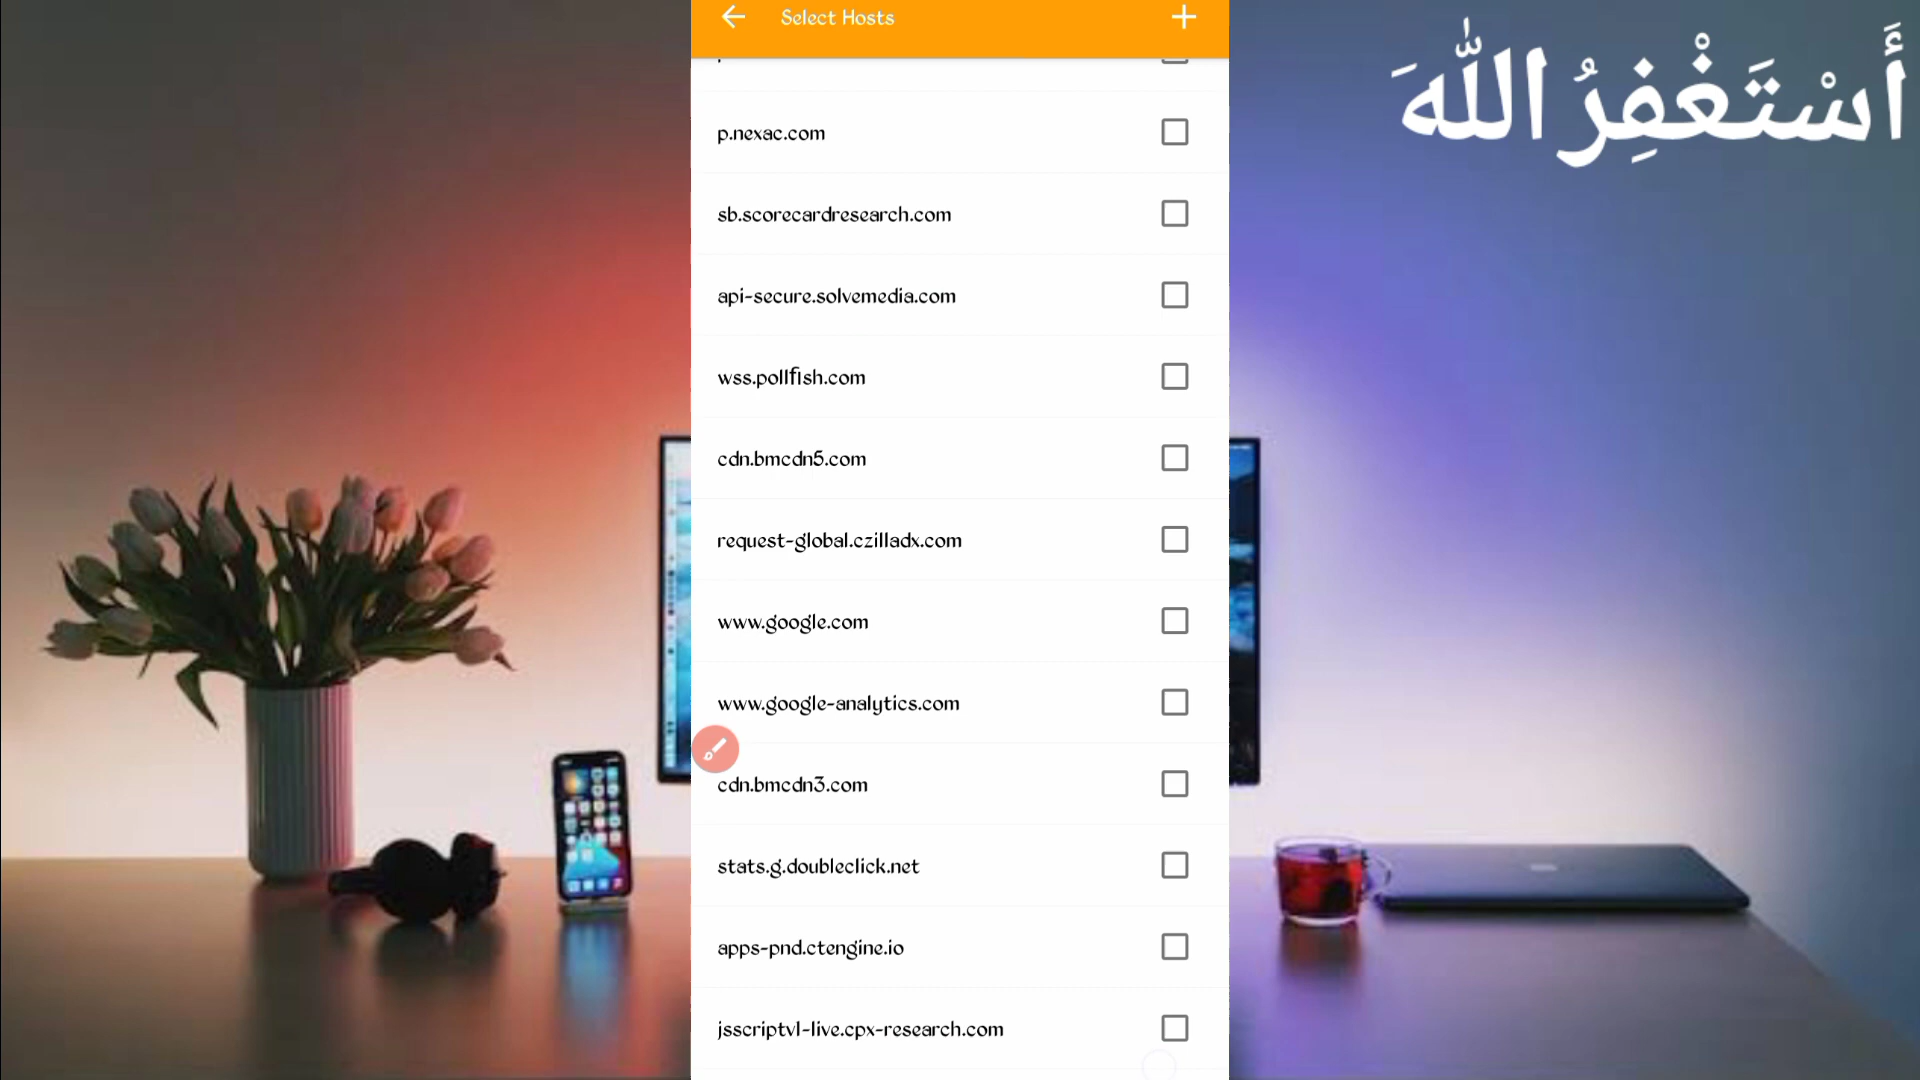 Select Hosts
أَسْتَغْفِرُ اللّٰهَ
p.nexac.com
sb.scorecardresearch.com
api-secure.solvemedia.com
wss.pollfish.com
cdn.bmcdn5.com
request-global.czilladx.com
www.google.com
www.google-analytics.com
cdn.bmcdn3.com
stats.g.doubleclick.net
apps-pnd.ctengine.io
jsscriptv1-live.cpx-research.com